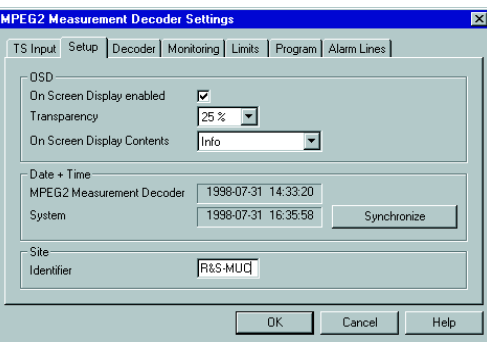 MPEG2 Measurement Decoder Settings
TS Input Setup Decoder Monitoring Limits Program Alarm Lines
OSD
On Screen Display enabled
Transparency 25 %
On Screen Display Contents Info
Date + Time
MPEG2 Measurement Decoder 1998-07-31 14:33:20
System 1998-07-31 16:35:58 Synchronize
Site
Identifier R&S-MUC
OK Cancel Help